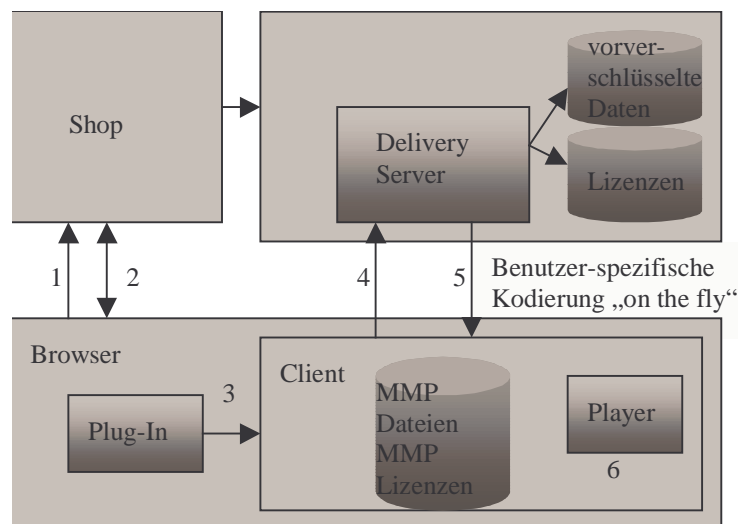 Shop
vorver-
schlüsselte
Daten
Delivery
Server
Lizenzen
1
2
4
5
Benutzer-spezifische
Kodierung „on the fly“
Browser
Client
3
Plug-In
MMP
Dateien
MMP
Lizenzen
Player
6